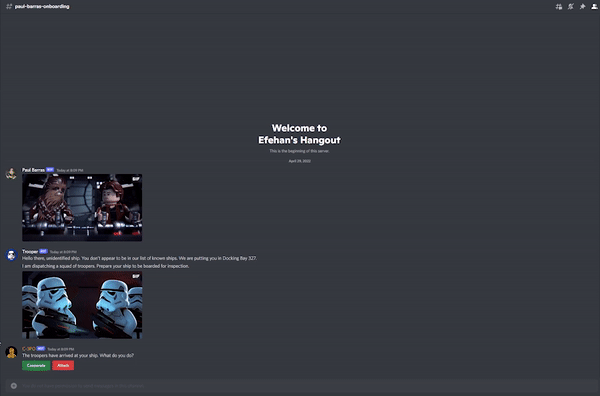 paul-barras-onboarding
Welcome to
Efehan's Hangout
This is the beginning of this server.
April 29, 2022
Paul Barras BOT Today at 8:09 PM
GIF
Trooper BOT Today at 8:09 PM
Hello there, unidentified ship. You don't appear to be in our list of known ships. We are putting you in Docking Bay 327.
I am dispatching a squad of troopers. Prepare your ship to be boarded for inspection.
GIF
C-3PO BOT Today at 8:09 PM
The troopers have arrived at your ship. What do you do?
Cooperate Attack